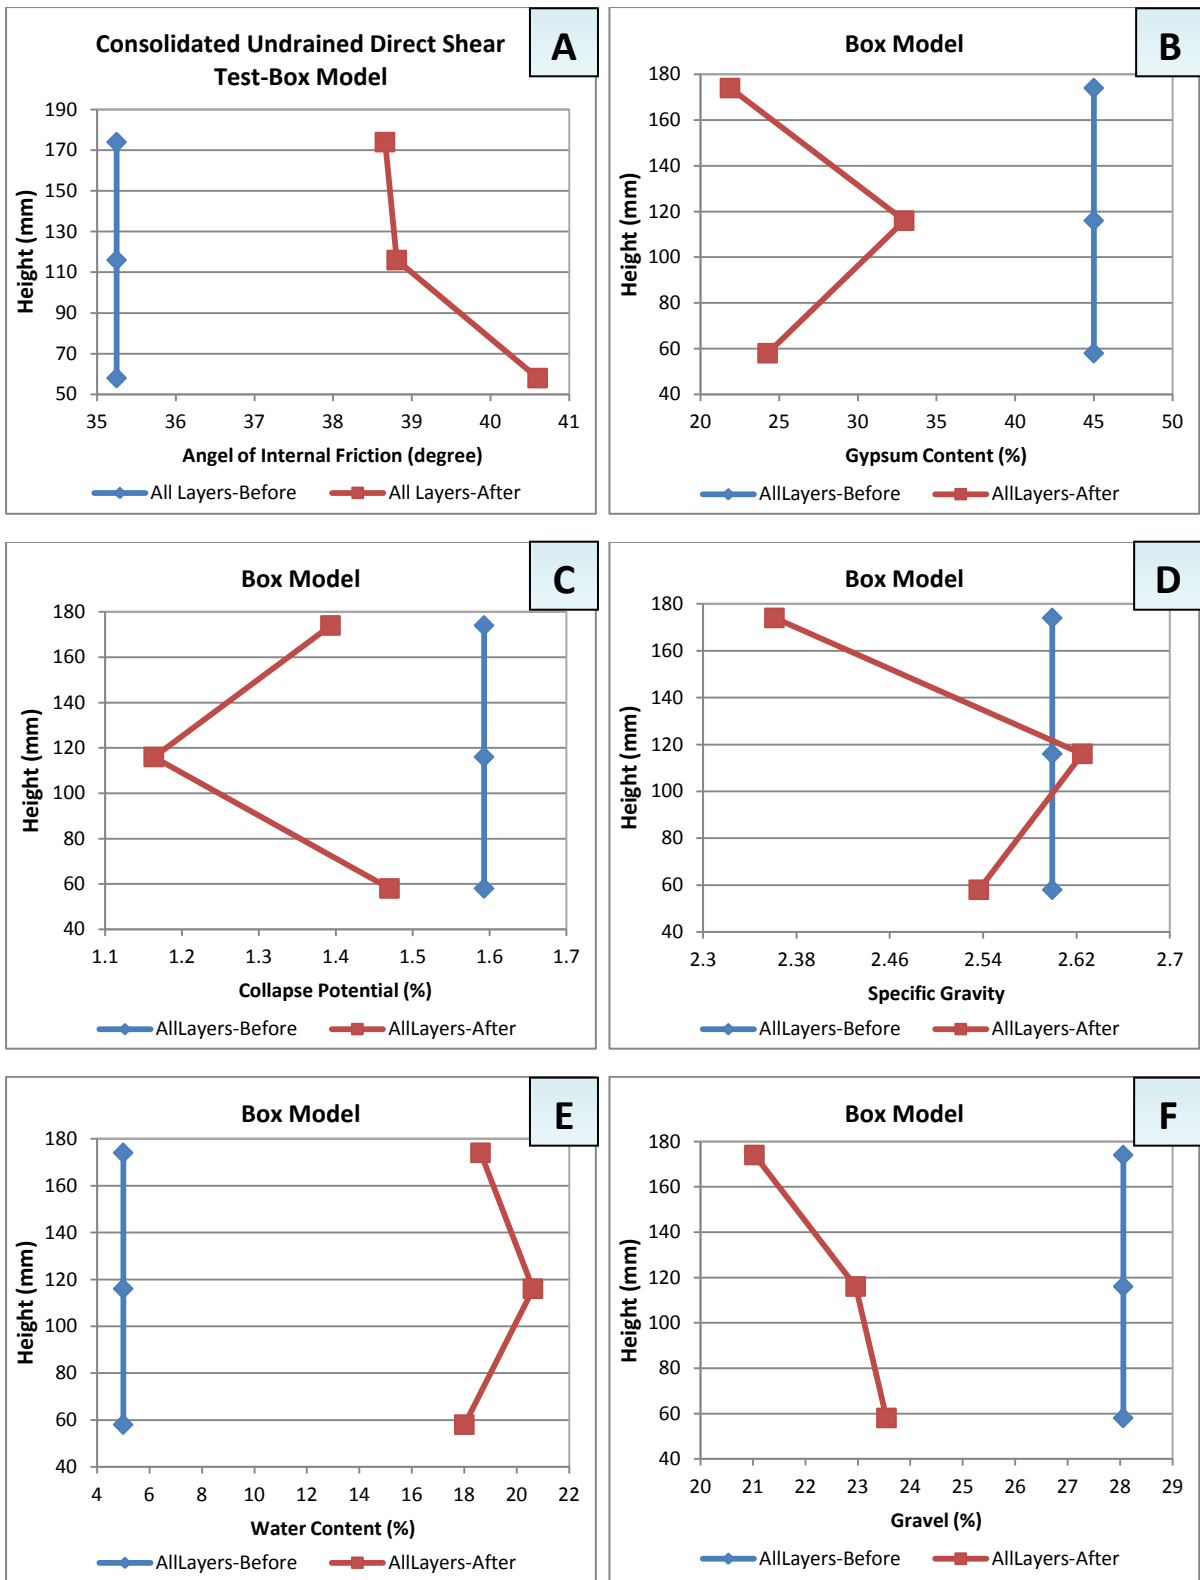 Consolidated Undrained Direct Shear
Test-Box Model
A
190
170
150
130
110
90
70
50
Height (mm)
35 36 37 38 39 40 41
Angel of Internal Friction (degree)
All Layers-Before All Layers-After
Box Model
B
180
160
140
120
100
80
60
40
Height (mm)
20 25 30 35 40 45 50
Gypsum Content (%)
AllLayers-Before AllLayers-After
Box Model
C
180
160
140
120
100
80
60
40
Height (mm)
1.1 1.2 1.3 1.4 1.5 1.6 1.7
Collapse Potential (%)
AllLayers-Before AllLayers-After
Box Model
D
180
160
140
120
100
80
60
40
Height (mm)
2.3 2.38 2.46 2.54 2.62 2.7
Specific Gravity
AllLayers-Before AllLayers-After
Box Model
E
180
160
140
120
100
80
60
40
Height (mm)
4 6 8 10 12 14 16 18 20 22
Water Content (%)
AllLayers-Before AllLayers-After
Box Model
F
180
160
140
120
100
80
60
40
Height (mm)
20 21 22 23 24 25 26 27 28 29
Gravel (%)
AllLayers-Before AllLayers-After